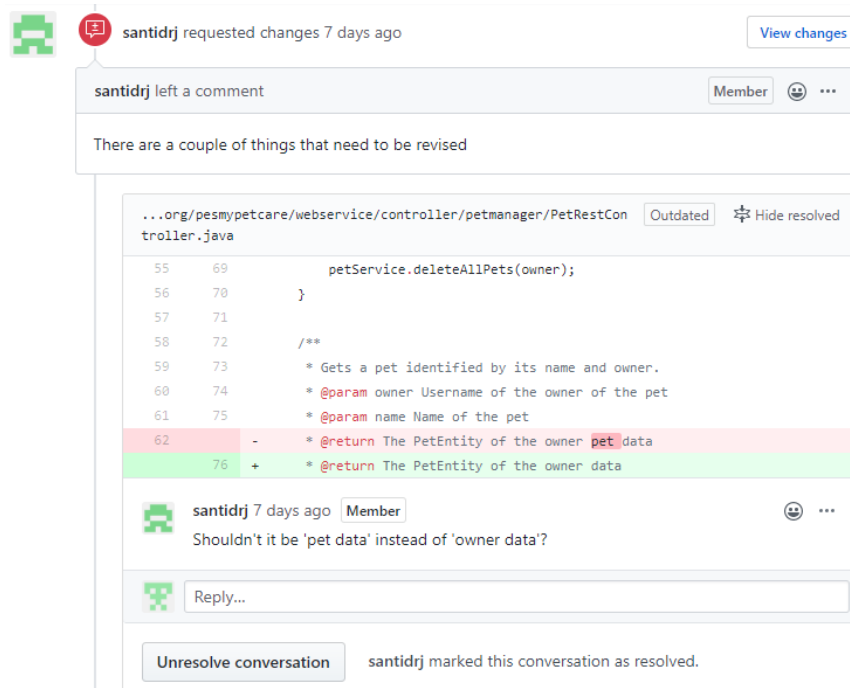 santidrj requested changes 7 days ago
View changes
santidrj left a comment
Member
There are a couple of things that need to be revised
...org/pesmypetcare/webservice/controller/petmanager/PetRestCon
troller.java
Outdated
Hide resolved
55 69 petService.deleteAllPets(owner);
56 70 }
57 71
58 72 /**
59 73 * Gets a pet identified by its name and owner.
60 74 * @param owner Username of the owner of the pet
61 75 * @param name Name of the pet
62 - * @return The PetEntity of the owner pet data
76 + * @return The PetEntity of the owner data
santidrj 7 days ago Member
Shouldn't it be 'pet data' instead of 'owner data'?
Reply...
Unresolve conversation
santidrj marked this conversation as resolved.